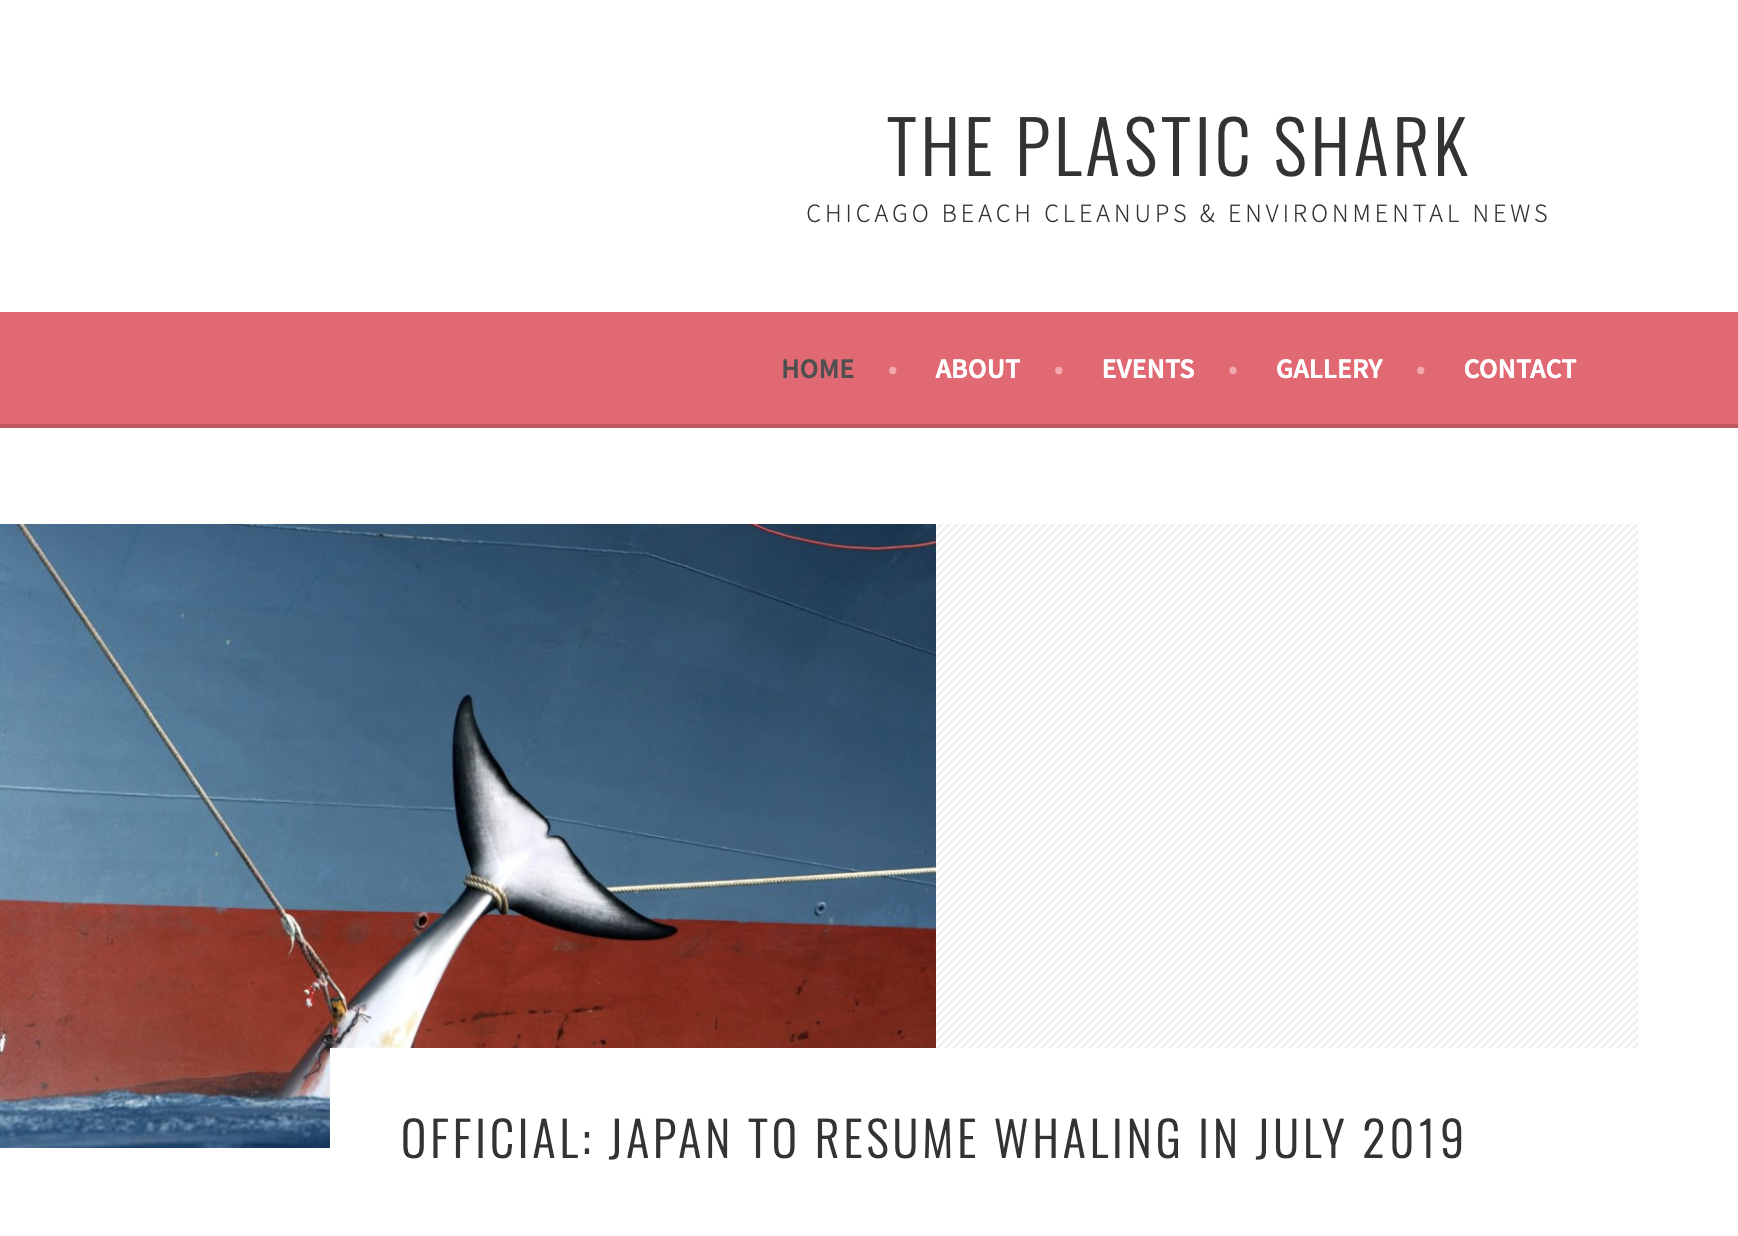 THE PLASTIC SHARK
CHICAGO BEACH CLEANUPS & ENVIRONMENTAL NEWS
HOME • ABOUT • EVENTS • GALLERY • CONTACT
OFFICIAL: JAPAN TO RESUME WHALING IN JULY 2019